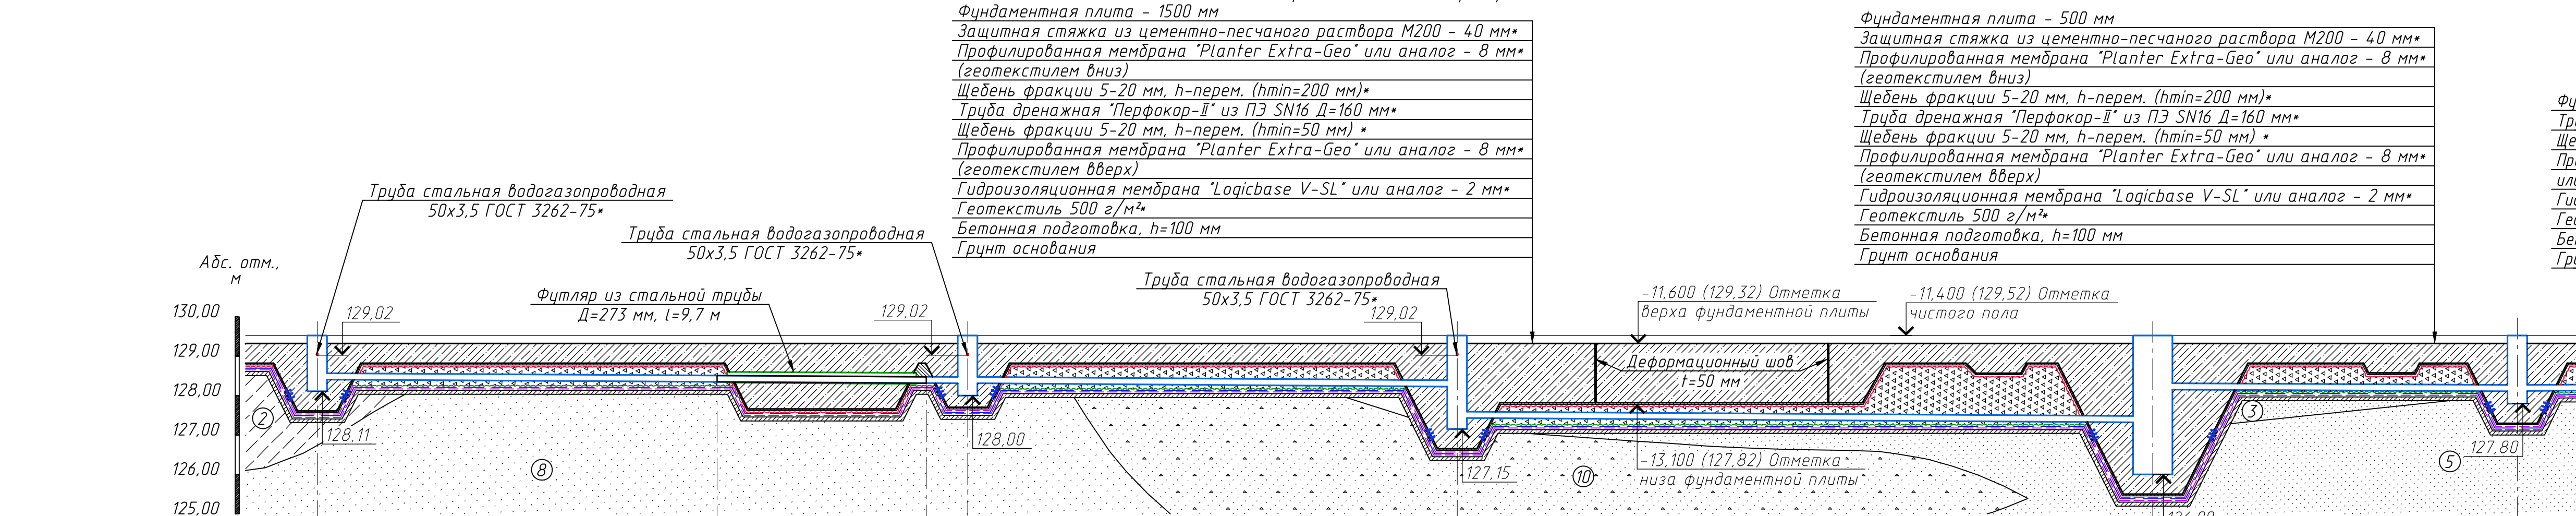 Фундаментная плита - 1500 мм
Защитная стяжка из цементно-песчаного раствора М200 - 40 мм*
Профилированная мембрана "Planter Extra-Geo" или аналог - 8 мм*
(геотекстилем вниз)
Щебень фракции 5-20 мм, h-перем. (hmin=200 мм)*
Труба дренажная "Перфокор-II" из ПЭ SN16 Д=160 мм*
Щебень фракции 5-20 мм, h-перем. (hmin=50 мм) *
Профилированная мембрана "Planter Extra-Geo" или аналог - 8 мм*
(геотекстилем вверх)
Гидроизоляционная мембрана "Logicbase V-SL" или аналог - 2 мм*
Геотекстиль 500 г/м²*
Бетонная подготовка, h=100 мм
Грунт основания
Фундаментная плита - 500 мм
Защитная стяжка из цементно-песчаного раствора М200 - 40 мм*
Профилированная мембрана "Planter Extra-Geo" или аналог - 8 мм*
(геотекстилем вниз)
Щебень фракции 5-20 мм, h-перем. (hmin=200 мм)*
Труба дренажная "Перфокор-II" из ПЭ SN16 Д=160 мм*
Щебень фракции 5-20 мм, h-перем. (hmin=50 мм) *
Профилированная мембрана "Planter Extra-Geo" или аналог - 8 мм*
(геотекстилем вверх)
Гидроизоляционная мембрана "Logicbase V-SL" или аналог - 2 мм*
Геотекстиль 500 г/м²*
Бетонная подготовка, h=100 мм
Грунт основания
Труба стальная водогазопроводная
50х3,5 ГОСТ 3262-75*
Труба стальная водогазопроводная
50х3,5 ГОСТ 3262-75*
Труба стальная водогазопроводная
50х3,5 ГОСТ 3262-75*
Футляр из стальной трубы
Д=273 мм, l=9,7 м
Абс. отм.,
м
130,00
129,00
128,00
127,00
126,00
125,00
129,02
129,02
129,02
-11,600 (129,32) Отметка
верха фундаментной плиты
-11,400 (129,52) Отметка
чистого пола
Деформационный шов
t=50 мм
2
128,11
8
128,00
127,15
10
-13,100 (127,82) Отметка
низа фундаментной плиты
3
5
127,80